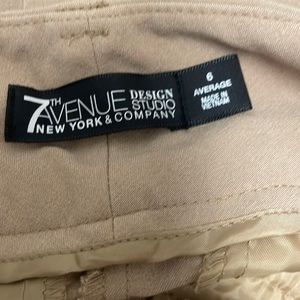 7TH AVENUE DESIGN STUDIO
NEW YORK & COMPANY
6
AVERAGE
MADE IN
VIETNAM